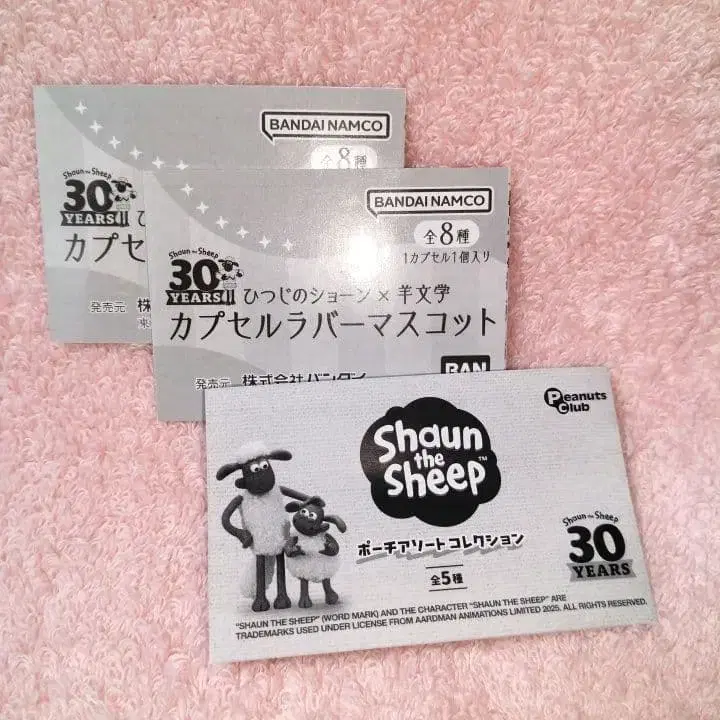 BANDAI NAMCO
全8種
Shaun the Sheep
30
YEARS!!
ひ
カプセ
発売元 株
BANDAI NAMCO
全8種
1カプセル1個入り
Shaun the Sheep
30
YEARS!!
ひつじのショーン×羊文学
カプセルラバーマスコット
発売元 株式会社バンダイ
BAN
Peanuts
Club
Shaun
the
Sheep™
ポーチアソートコレクション
全5種
Shaun the Sheep
30
YEARS
"SHAUN THE SHEEP" (WORD MARK) AND THE CHARACTER "SHAUN THE SHEEP" ARE
TRADEMARKS USED UNDER LICENSE FROM AARDMAN ANIMATIONS LIMITED 2025. ALL RIGHTS RESERVED.